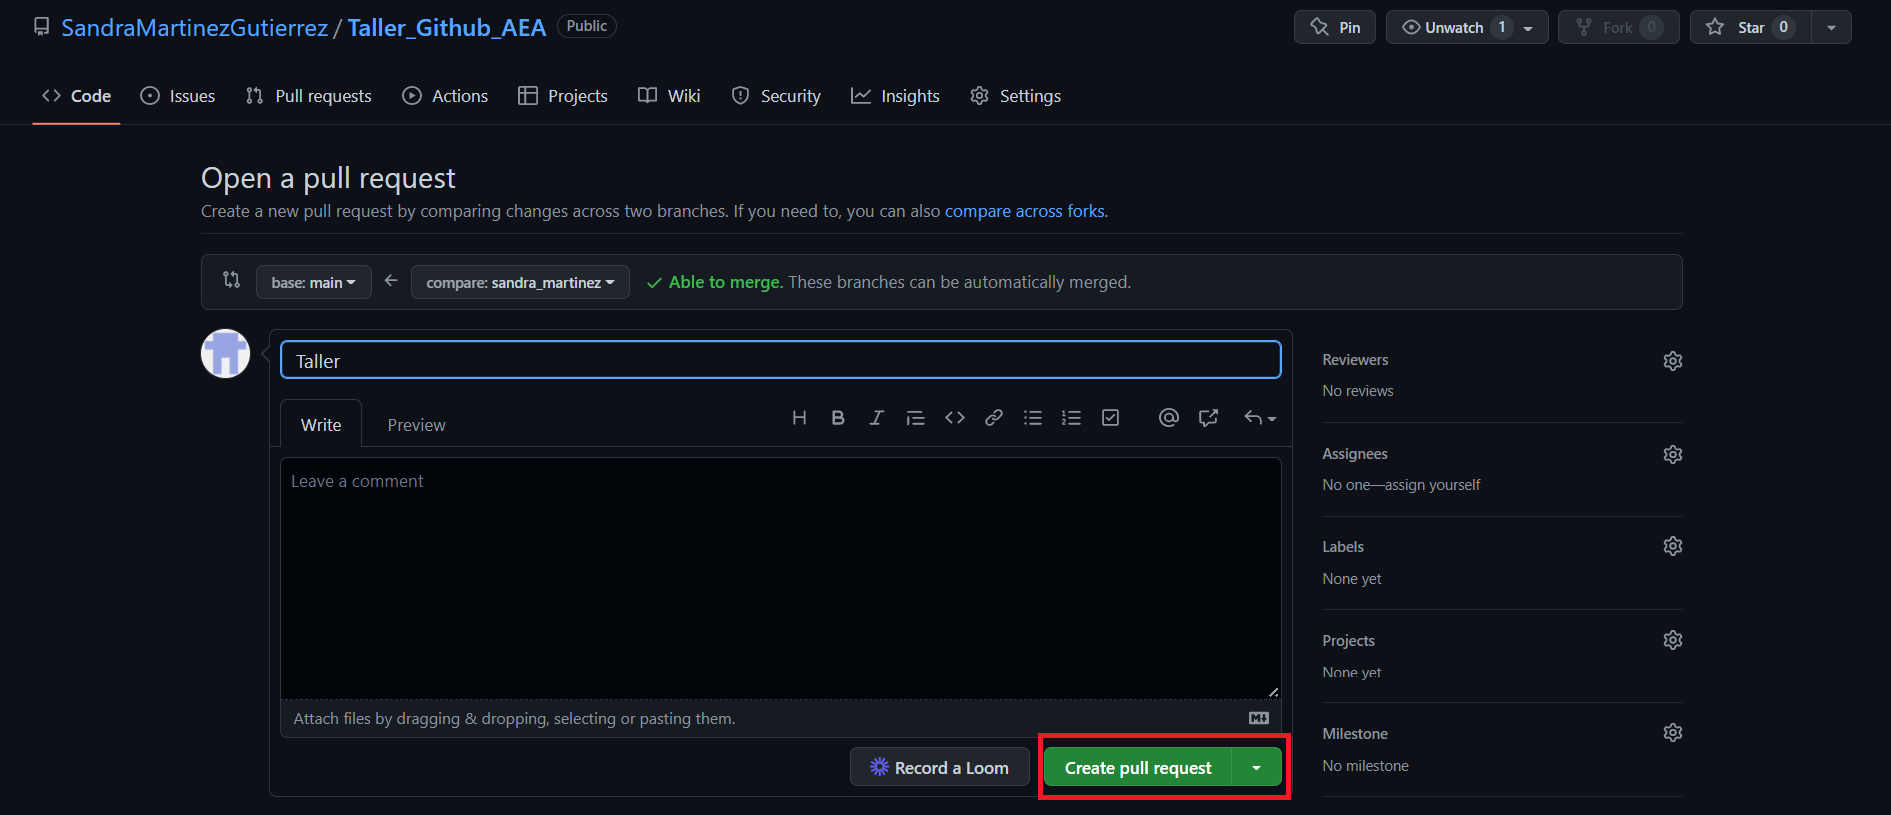 SandraMartinezGutierrez / Taller_Github_AEA Public Pin Unwatch 1 Fork 0 Star 0
Code Issues Pull requests Actions Projects Wiki Security Insights Settings
Open a pull request
Create a new pull request by comparing changes across two branches. If you need to, you can also compare across forks.
base: main compare: sandra_martinez Able to merge. These branches can be automatically merged.
Taller
Write Preview
Leave a comment
Attach files by dragging & dropping, selecting or pasting them.
Record a Loom Create pull request
Reviewers
No reviews
Assignees
No one—assign yourself
Labels
None yet
Projects
None yet
Milestone
No milestone